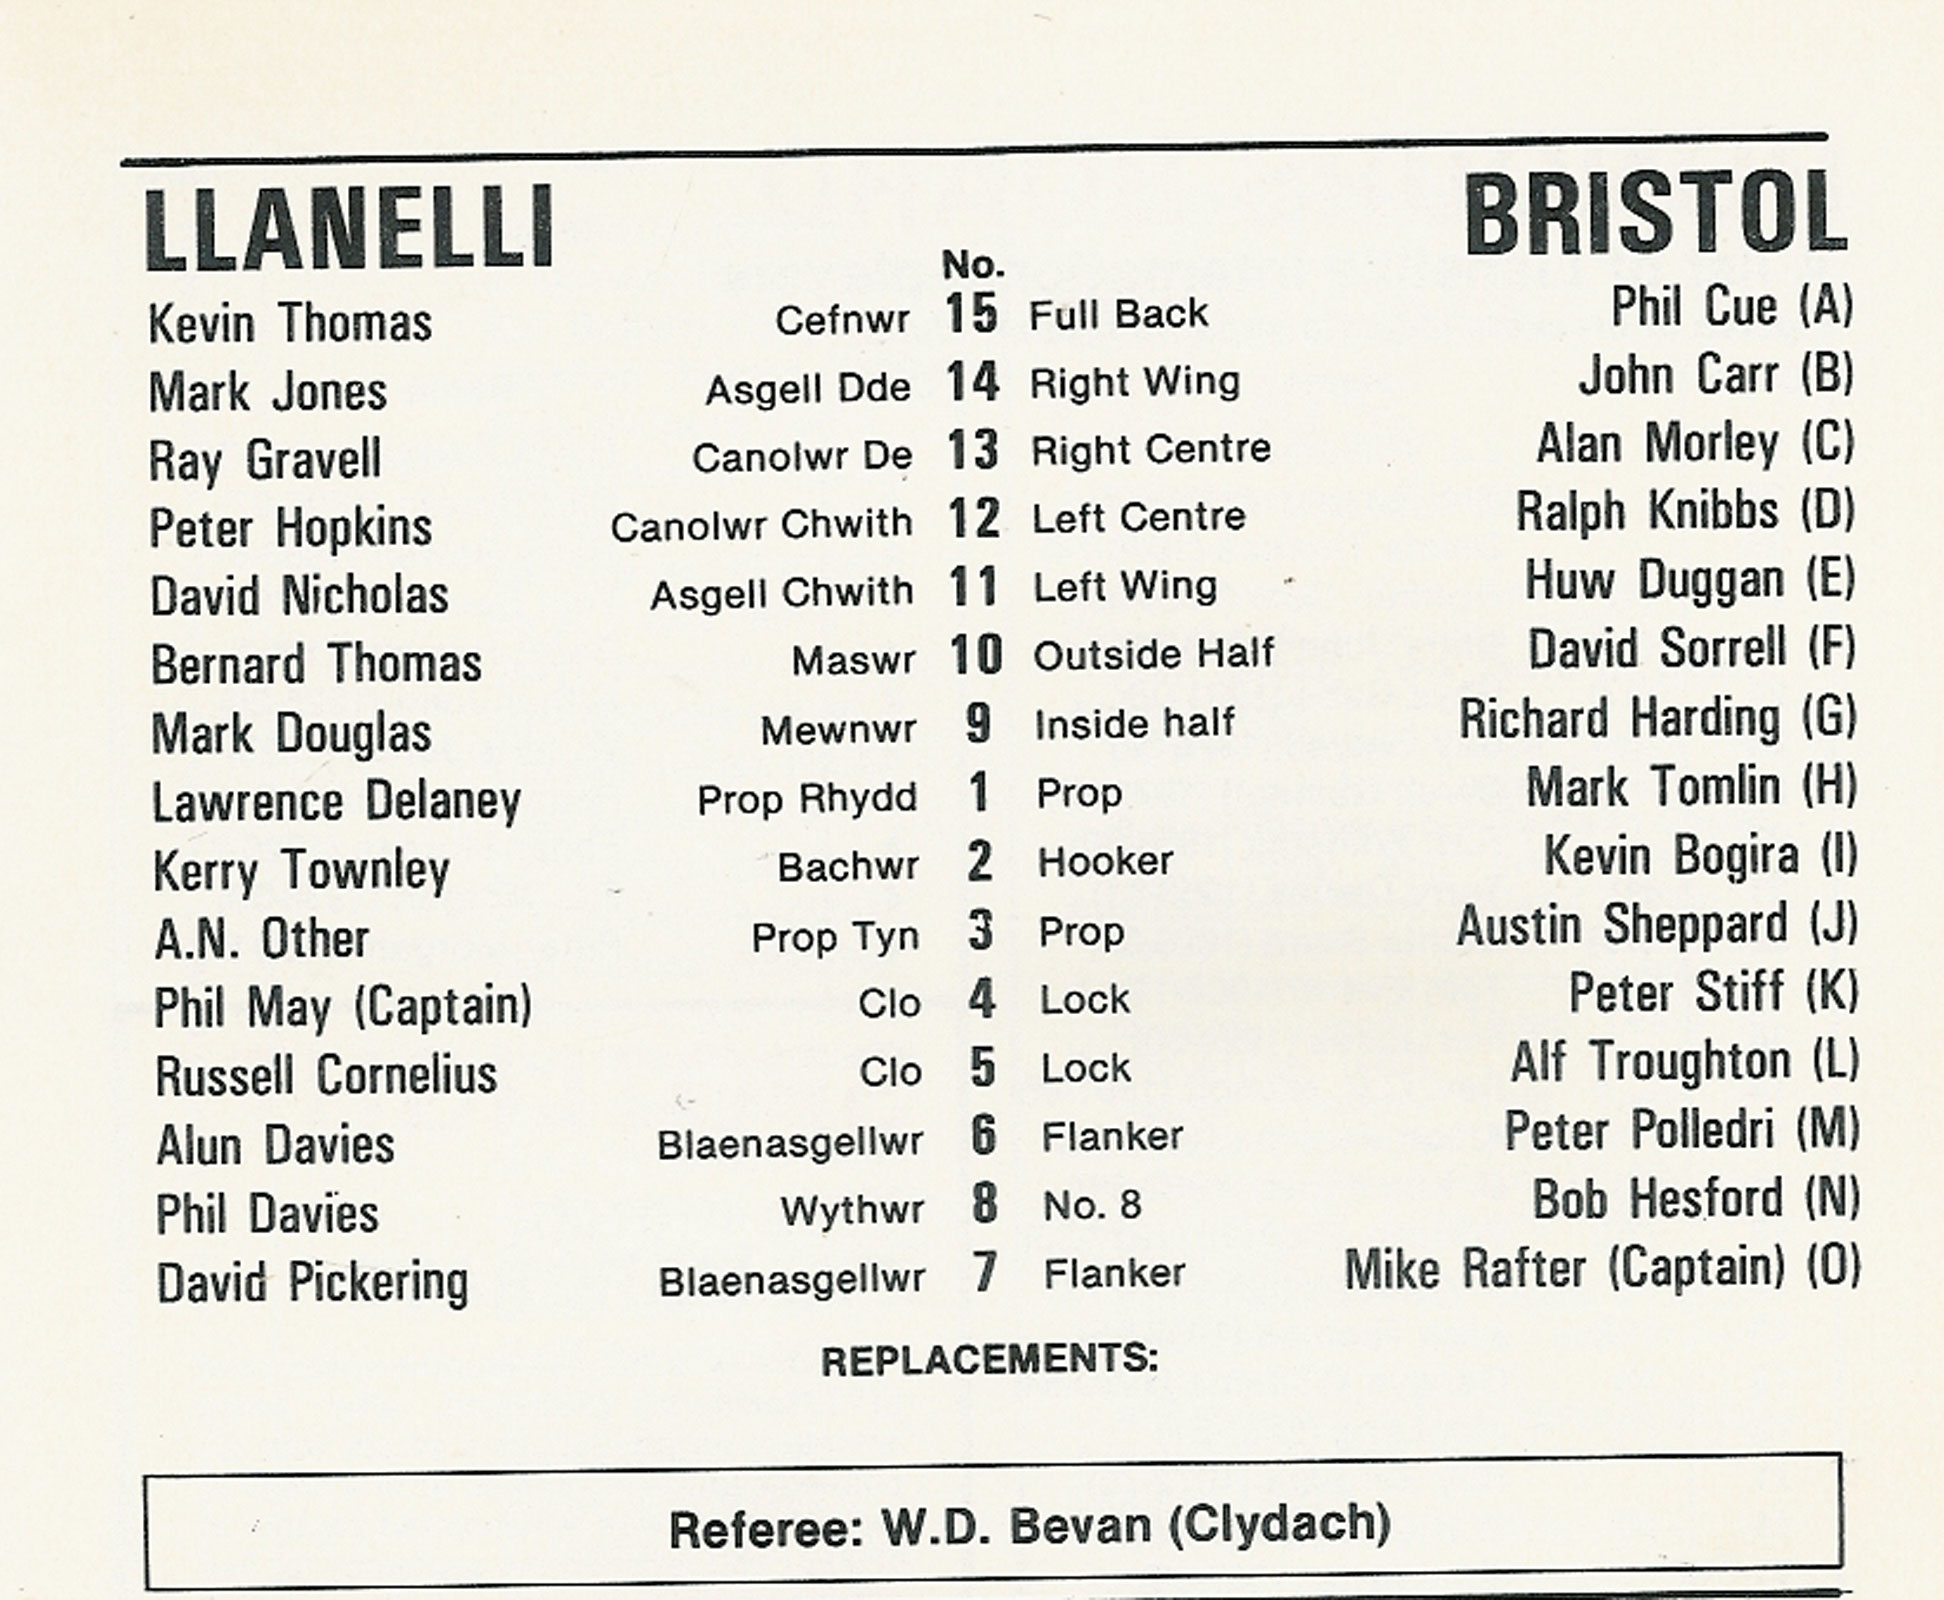 LLANELLI BRISTOL
No.
Kevin Thomas Cefnwr 15 Full Back Phil Cue (A)
Mark Jones Asgell Dde 14 Right Wing John Carr (B)
Ray Gravell Canolwr De 13 Right Centre Alan Morley (C)
Peter Hopkins Canolwr Chwith 12 Left Centre Ralph Knibbs (D)
David Nicholas Asgell Chwith 11 Left Wing Huw Duggan (E)
Bernard Thomas Maswr 10 Outside Half David Sorrell (F)
Mark Douglas Mewnwr 9 Inside half Richard Harding (G)
Lawrence Delaney Prop Rhydd 1 Prop Mark Tomlin (H)
Kerry Townley Bachwr 2 Hooker Kevin Bogira (I)
A.N. Other Prop Tyn 3 Prop Austin Sheppard (J)
Phil May (Captain) Clo 4 Lock Peter Stiff (K)
Russell Cornelius Clo 5 Lock Alf Troughton (L)
Alun Davies Blaenasgellwr 6 Flanker Peter Polledri (M)
Phil Davies Wythwr 8 No. 8 Bob Hesford (N)
David Pickering Blaenasgellwr 7 Flanker Mike Rafter (Captain) (O)
REPLACEMENTS:
Referee: W.D. Bevan (Clydach)